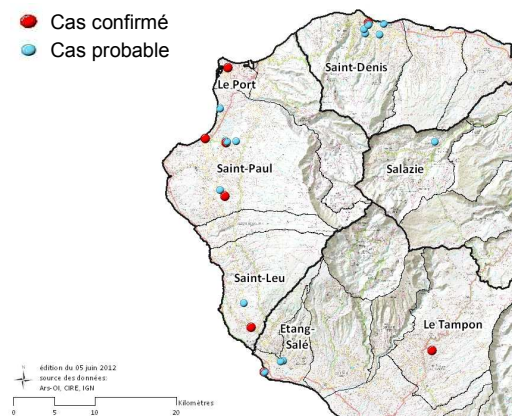 Cas confirmé
Cas probable
Saint-Denis
Le Port
Saint-Paul
Salazie
Saint-Leu
Etang-
Salé
Le Tampon
N
édition du 05 juin 2012
source des données:
Ars-OI, CIRE, IGN
Kilomètres
0 5 10 20